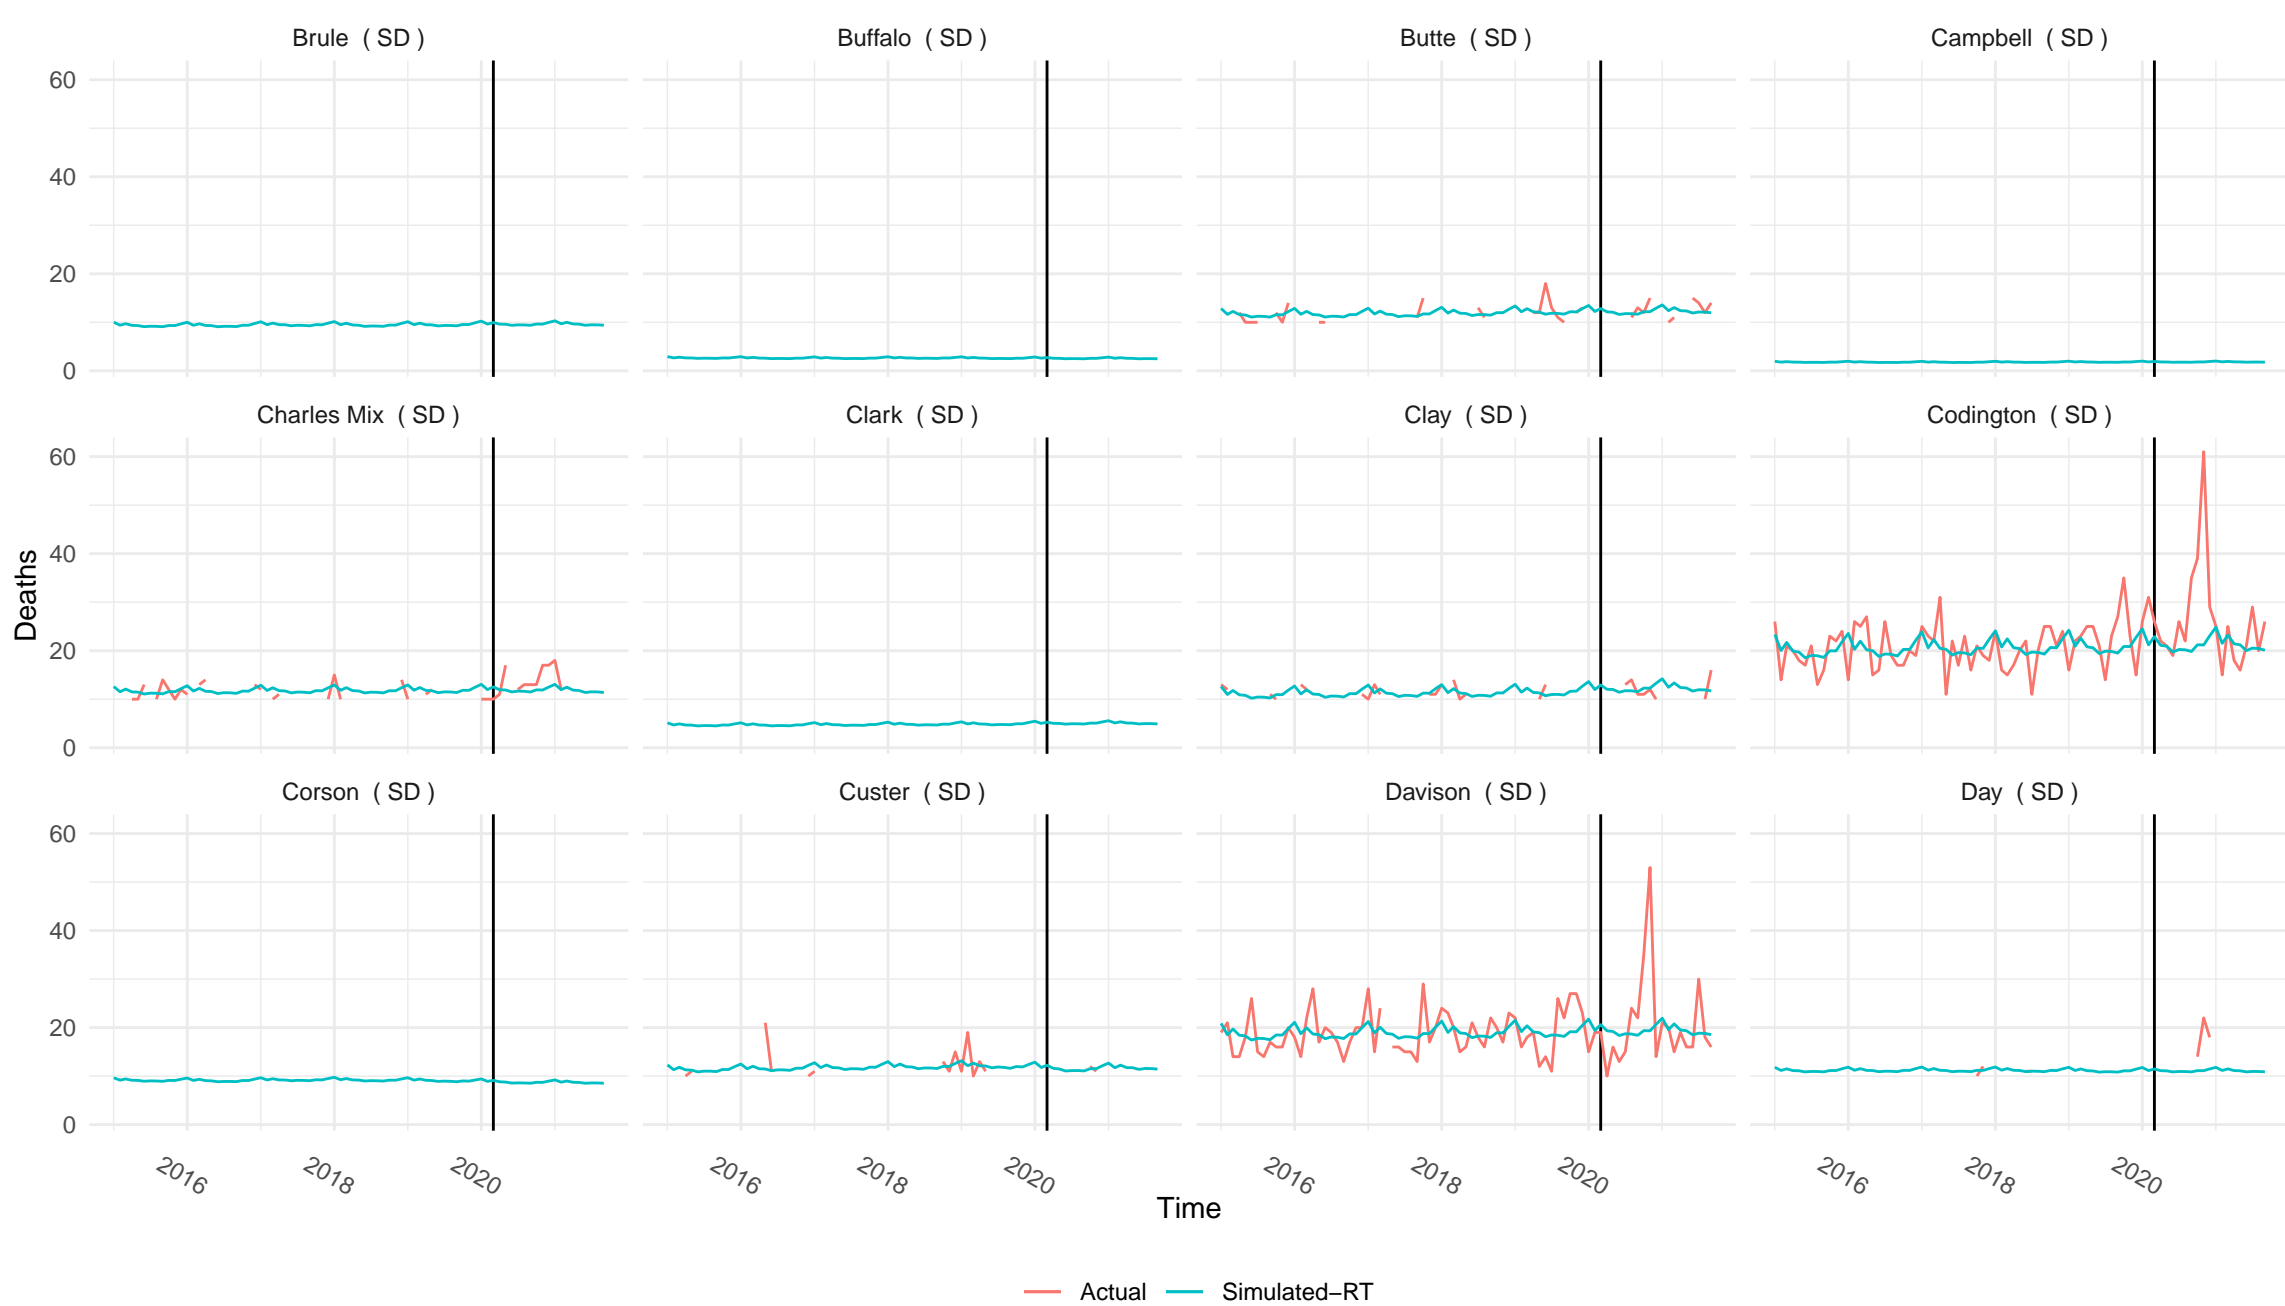 Brule ( SD )
Buffalo ( SD )
Butte ( SD )
Campbell ( SD )
60
40
20
0
Charles Mix ( SD )
Clark ( SD )
Clay ( SD )
Codington ( SD )
60
40
20
0
Deaths
Corson ( SD )
Custer ( SD )
Davison ( SD )
Day ( SD )
60
40
20
0
2016 2018 2020 2016 2018 2020 2016 2018 2020 2016 2018 2020
Time
Actual Simulated−RT